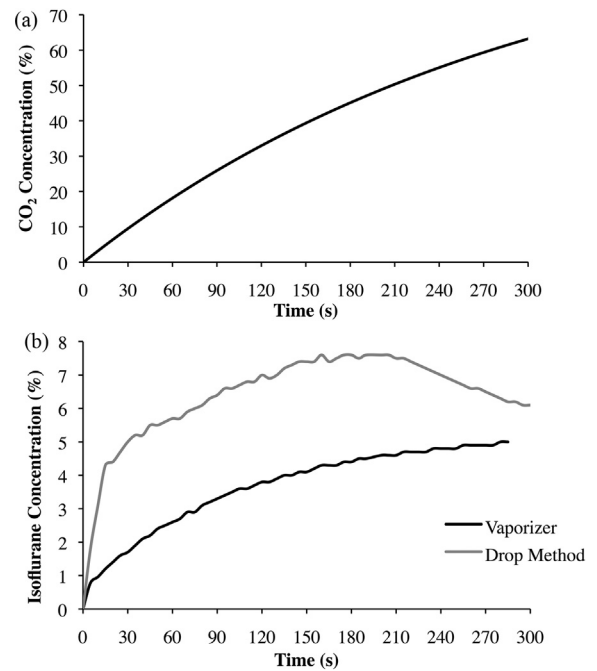 (a)
CO₂ Concentration (%)
70
60
50
40
30
20
10
0
0 30 60 90 120 150 180 210 240 270 300
Time (s)
(b)
Isoflurane Concentration (%)
8
7
6
5
4
3
2
1
0
Vaporizer
Drop Method
0 30 60 90 120 150 180 210 240 270 300
Time (s)